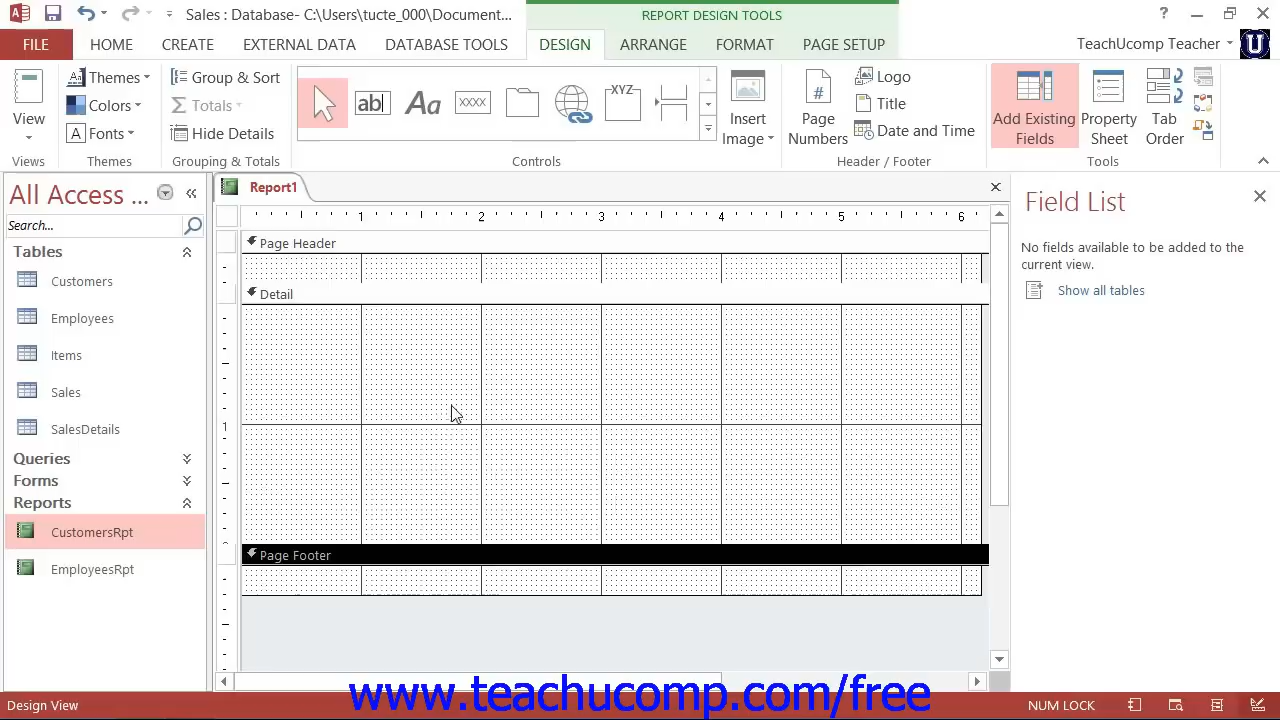 Sales : Database- C:\Users\tucte_000\Document...
REPORT DESIGN TOOLS
?
FILE
HOME
CREATE
EXTERNAL DATA
DATABASE TOOLS
DESIGN
ARRANGE
FORMAT
PAGE SETUP
TeachUcomp Teacher
U
View
Views
Themes
Colors
A Fonts
Themes
Group & Sort
Σ Totals
Hide Details
Grouping & Totals
ab
Aa
XXXX
XYZ
Controls
Insert
Image
#
Page
Numbers
Logo
Title
Date and Time
Header / Footer
Add Existing
Fields
Property
Sheet
Tab
Order
Tools
All Access ...
Search...
Tables
Customers
Employees
Items
Sales
SalesDetails
Queries
Forms
Reports
CustomersRpt
EmployeesRpt
Report1
1 2 3 4 5 6
Page Header
Detail
1
Page Footer
Field List
No fields available to be added to the
current view.
Show all tables
www.teachucomp.com/free
Design View
NUM LOCK